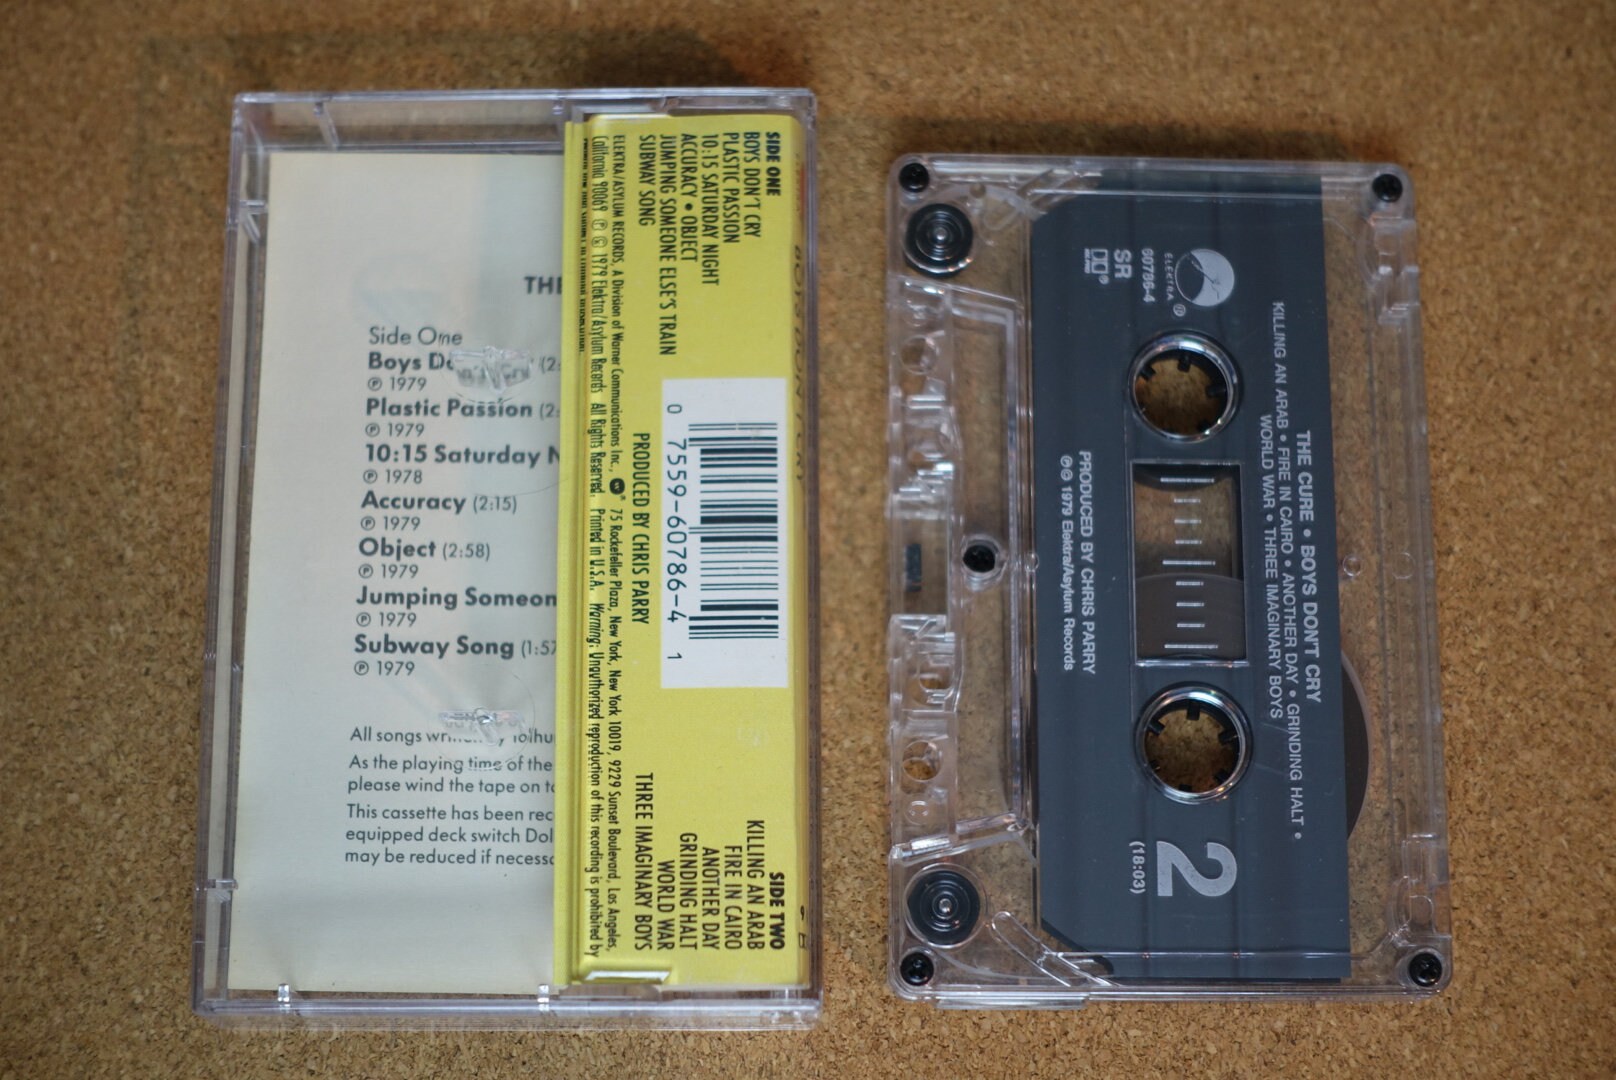 THE
Side One
Boys Do (2:
℗ 1979
Plastic Passion (2:
℗ 1979
10:15 Saturday N
℗ 1978
Accuracy (2:15)
℗ 1979
Object (2:58)
℗ 1979
Jumping Someon
℗ 1979
Subway Song (1:57
℗ 1979
All songs written by Tolhu
As the playing time of the
please wind the tape on to
This cassette has been rec
equipped deck switch Dol
may be reduced if necessa
SIDE ONE
BOYS DON'T CRY
PLASTIC PASSION
10:15 SATURDAY NIGHT
ACCURACY • OBJECT
JUMPING SOMEONE ELSE'S TRAIN
SUBWAY SONG
0 7559-60786-4 1
PRODUCED BY CHRIS PARRY
SIDE TWO
KILLING AN ARAB
FIRE IN CAIRO
ANOTHER DAY
GRINDING HALT
WORLD WAR
THREE IMAGINARY BOYS
ELEKTRA/ASYLUM RECORDS, A Division of Warner Communications Inc., 75 Rockefeller Plaza, New York, New York 10019, 9229 Sunset Boulevard, Los Angeles,
California 90069 ℗ © 1979 Elektra/Asylum Records All Rights Reserved. Printed in U.S.A. Warning: Unauthorized reproduction of this recording is prohibited by
THE CURE • BOYS DON'T CRY
KILLING AN ARAB • FIRE IN CAIRO • ANOTHER DAY • GRINDING HALT •
WORLD WAR • THREE IMAGINARY BOYS
ELEKTRA®
60786-4
SR
2
(18:03)
PRODUCED BY CHRIS PARRY
℗© 1979 Elektra/Asylum Records